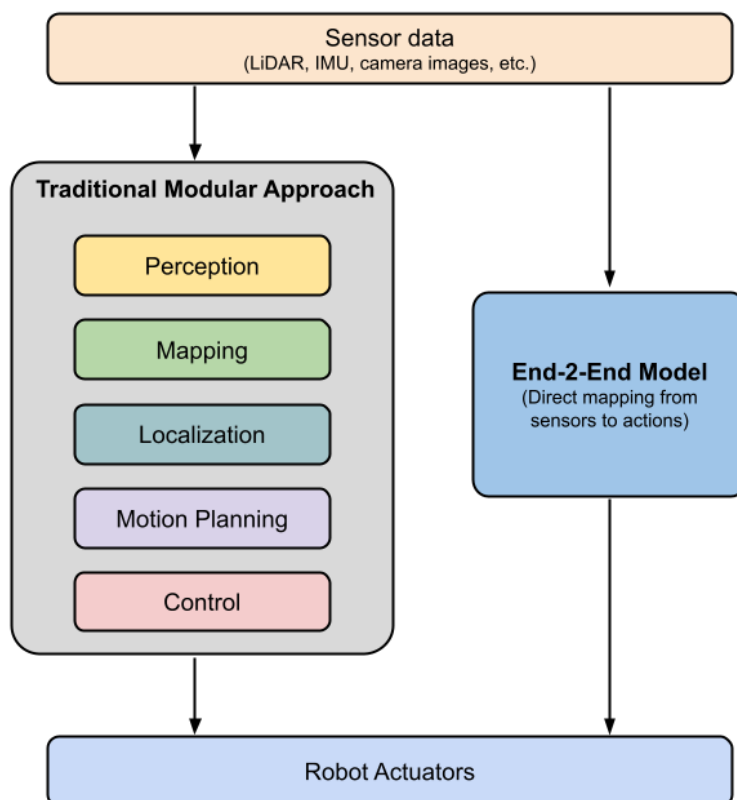 Sensor data
(LiDAR, IMU, camera images, etc.)
Traditional Modular Approach
Perception
Mapping
Localization
Motion Planning
Control
End-2-End Model
(Direct mapping from
sensors to actions)
Robot Actuators